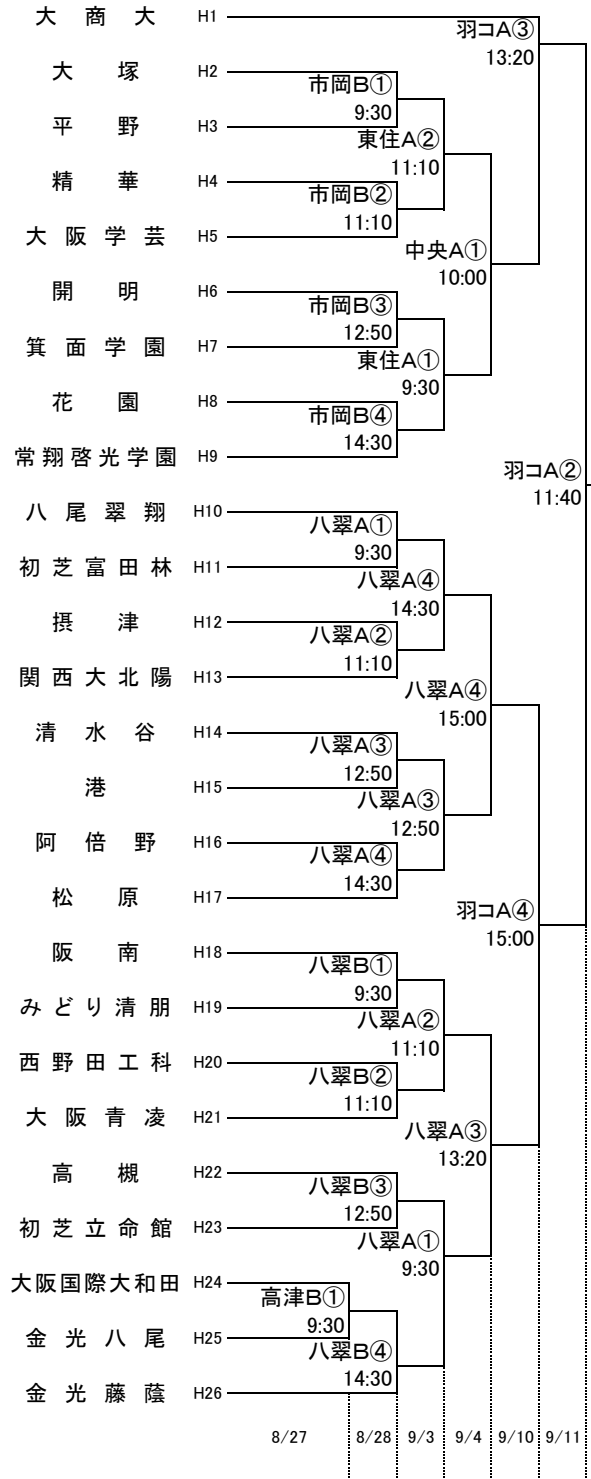 大商大 H1
羽コA③
13:20
大塚 H2
市岡B①
9:30
平野 H3
東住A②
11:10
精華 H4
市岡B②
11:10
大阪学芸 H5
中央A①
10:00
開明 H6
市岡B③
12:50
箕面学園 H7
東住A①
9:30
花園 H8
市岡B④
14:30
常翔啓光学園 H9
羽コA②
11:40
八尾翠翔 H10
八翠A①
9:30
初芝富田林 H11
八翠A④
14:30
摂津 H12
八翠A②
11:10
関西大北陽 H13
八翠A④
15:00
清水谷 H14
八翠A③
12:50
港 H15
八翠A③
12:50
阿倍野 H16
八翠A④
14:30
松原 H17
羽コA④
15:00
阪南 H18
八翠B①
9:30
みどり清朋 H19
八翠A②
11:10
西野田工科 H20
八翠B②
11:10
大阪青凌 H21
八翠A③
13:20
高槻 H22
八翠B③
12:50
初芝立命館 H23
八翠A①
9:30
大阪国際大和田 H24
高津B①
9:30
金光八尾 H25
八翠B④
14:30
金光藤蔭 H26
8/27 8/28 9/3 9/4 9/10 9/11